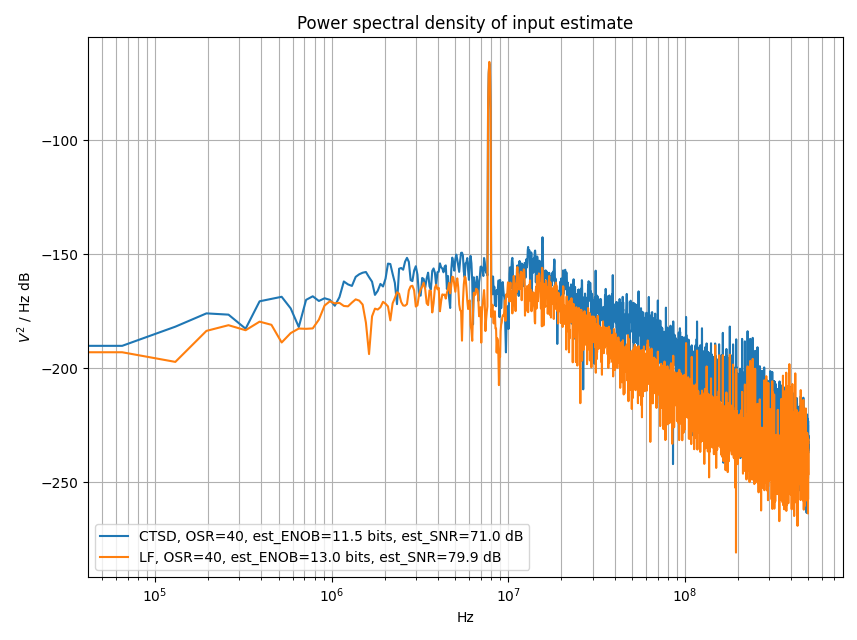 Power spectral density of input estimate
V² / Hz dB
−100
−150
−200
−250
CTSD, OSR=40, est_ENOB=11.5 bits, est_SNR=71.0 dB
LF, OSR=40, est_ENOB=13.0 bits, est_SNR=79.9 dB
10⁵ 10⁶ 10⁷ 10⁸
Hz